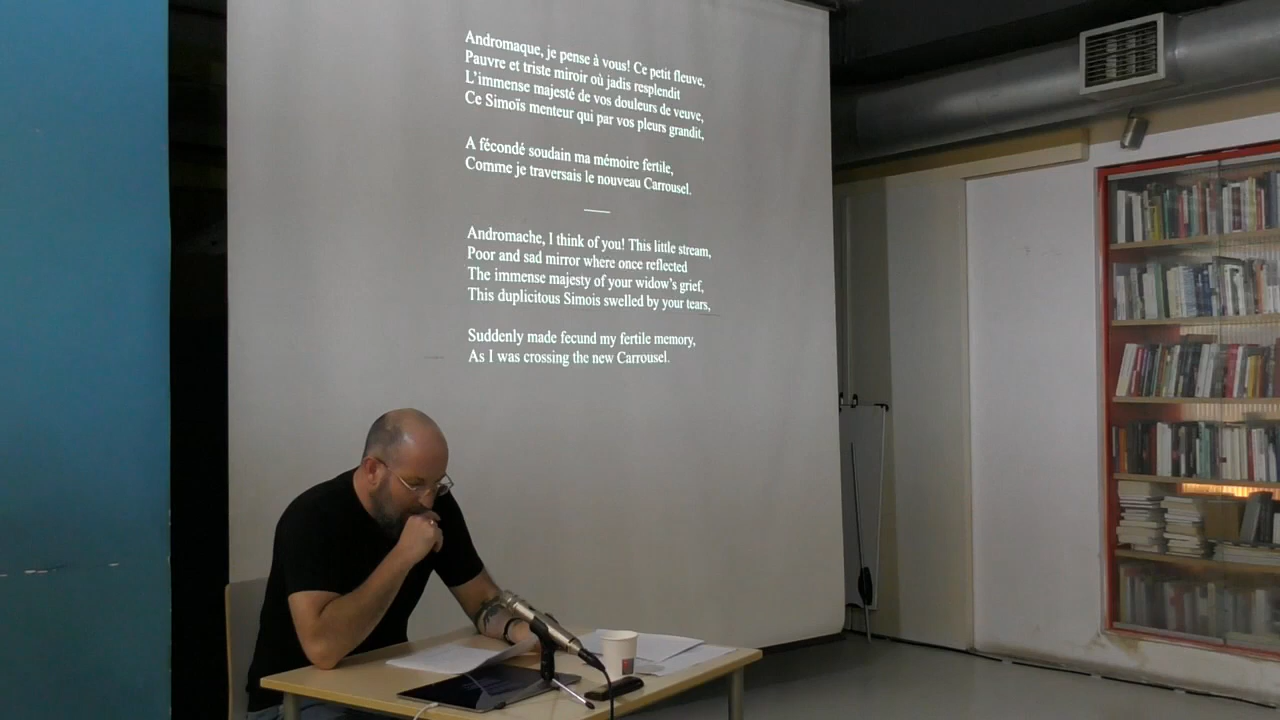 Andromaque, je pense à vous! Ce petit fleuve,
Pauvre et triste miroir où jadis resplendit
L'immense majesté de vos douleurs de veuve,
Ce Simoïs menteur qui par vos pleurs grandit,
A fécondé soudain ma mémoire fertile,
Comme je traversais le nouveau Carrousel.
Andromache, I think of you! This little stream,
Poor and sad mirror where once reflected
The immense majesty of your widow's grief,
This duplicitous Simois swelled by your tears,
Suddenly made fecund my fertile memory,
As I was crossing the new Carrousel.